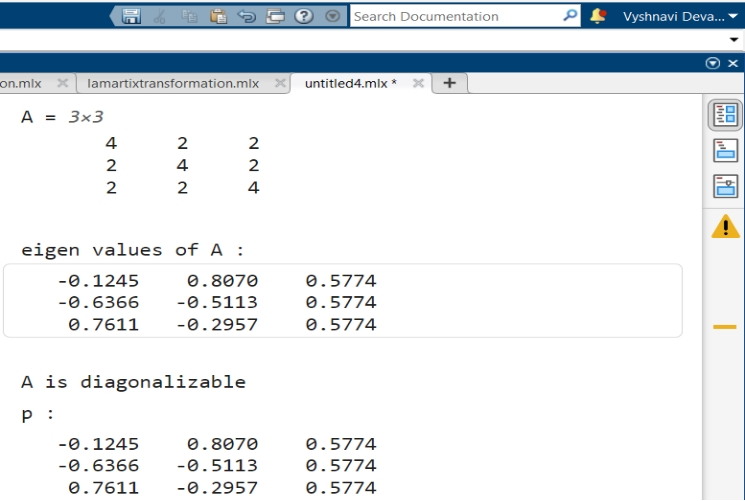 Search Documentation
Vyshnavi Deva...
on.mlx
lamartixtransformation.mlx
untitled4.mlx *
A = 3×3
4 2 2
2 4 2
2 2 4
eigen values of A :
-0.1245 0.8070 0.5774
-0.6366 -0.5113 0.5774
0.7611 -0.2957 0.5774
A is diagonalizable
p :
-0.1245 0.8070 0.5774
-0.6366 -0.5113 0.5774
0.7611 -0.2957 0.5774